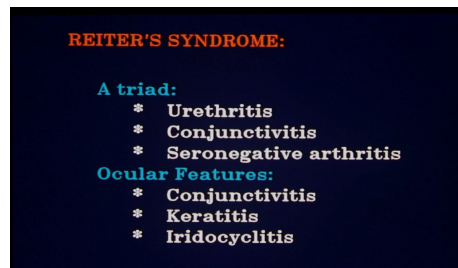 REITER'S SYNDROME:
A triad:
* Urethritis
* Conjunctivitis
* Seronegative arthritis
Ocular Features:
* Conjunctivitis
* Keratitis
* Iridocyclitis